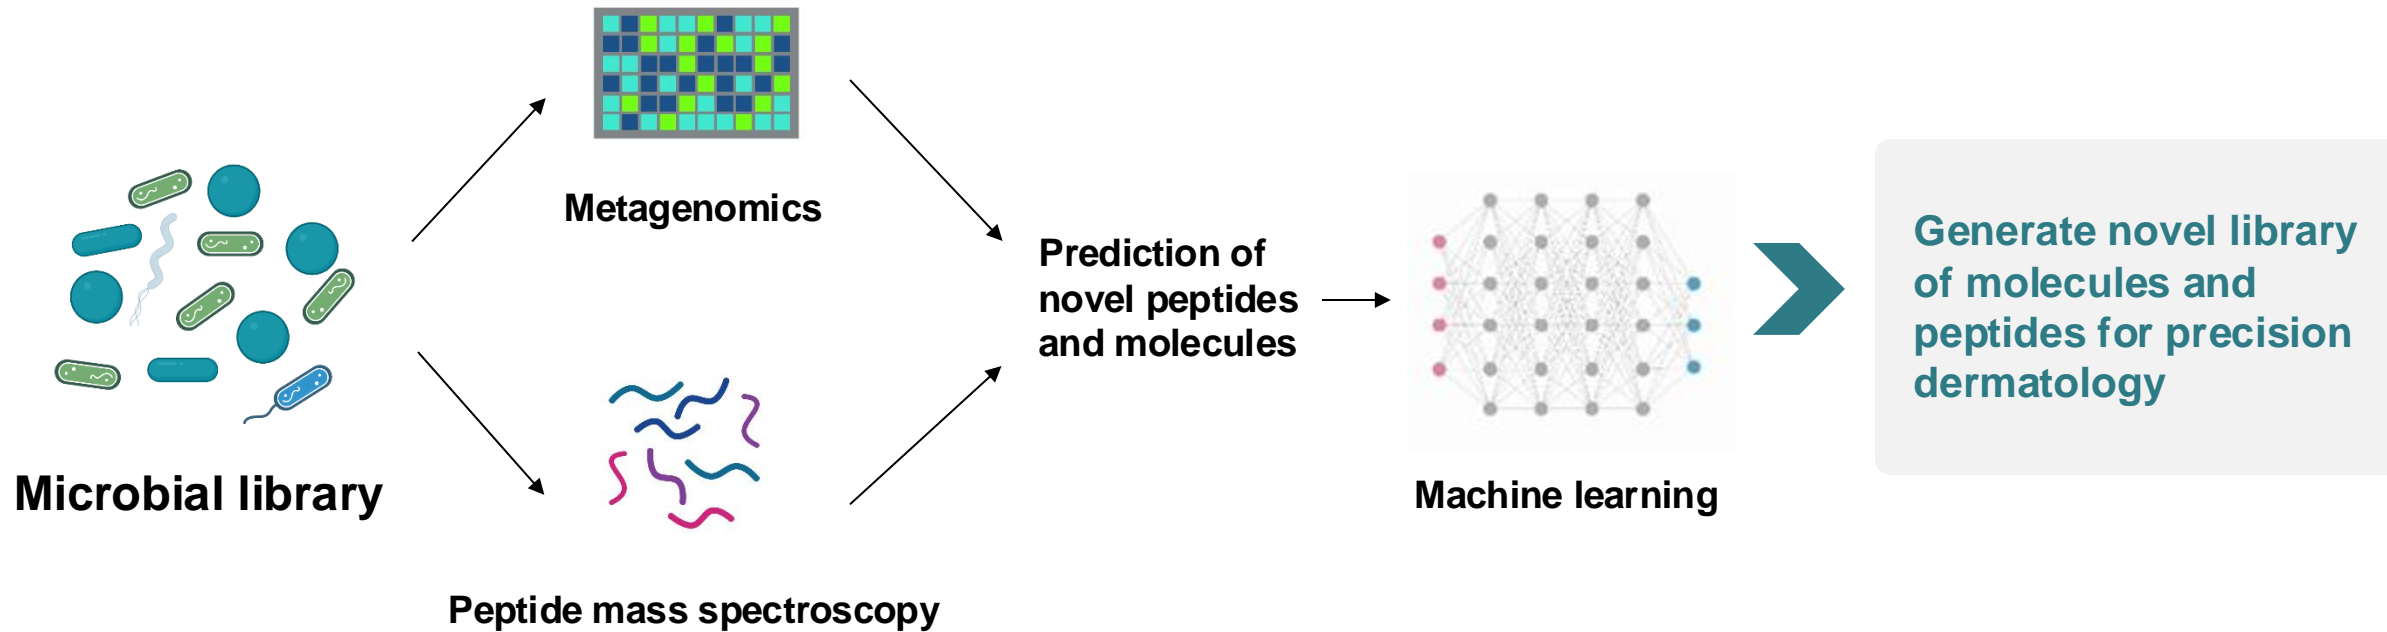 Metagenomics
Microbial library
Peptide mass spectroscopy
Prediction of
novel peptides
and molecules
Machine learning
Generate novel library
of molecules and
peptides for precision
dermatology